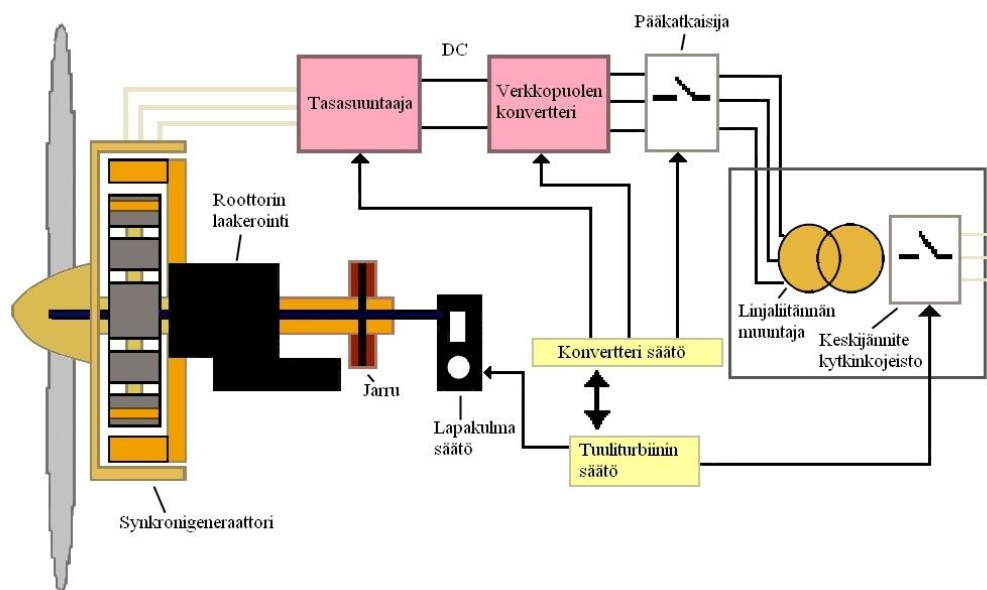 Pääkatkaisija
DC
Tasasuuntaaja
Verkkopuolen
konvertteri
Roottorin
laakerointi
Linjaliitännän
muuntaja
Keskijännite
kytkinkojeisto
Konvertteri säätö
Jarru
Lapakulma
säätö
Tuuliturbiinin
säätö
Synkronigeneraattori